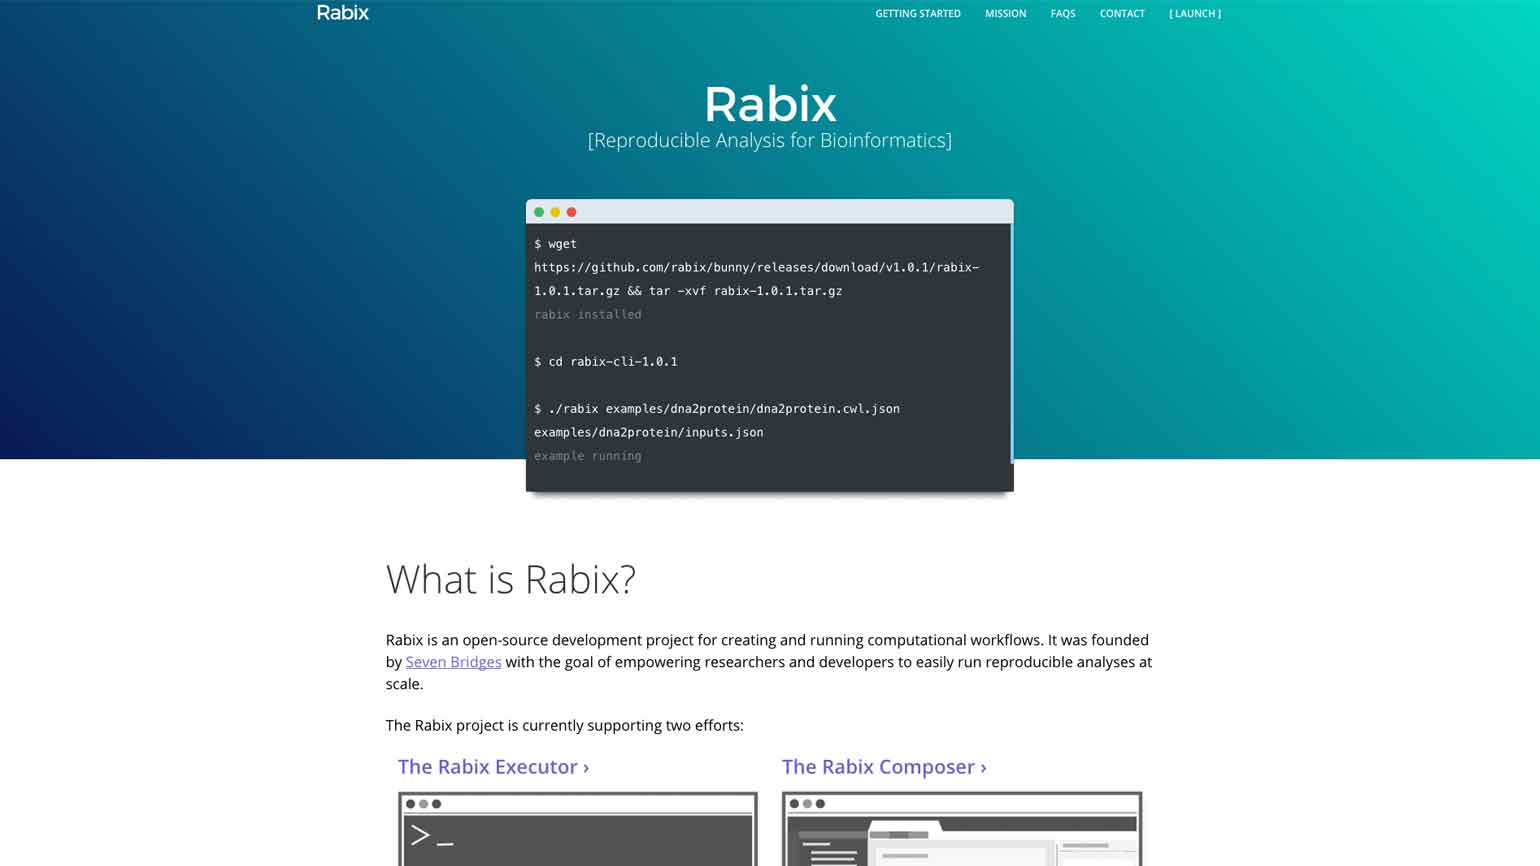 Rabix
GETTING STARTED
MISSION
FAQS
CONTACT
[ LAUNCH ]
Rabix
[Reproducible Analysis for Bioinformatics]
$ wget
https://github.com/rabix/bunny/releases/download/v1.0.1/rabix-
1.0.1.tar.gz && tar -xvf rabix-1.0.1.tar.gz
rabix installed
$ cd rabix-cli-1.0.1
$ ./rabix examples/dna2protein/dna2protein.cwl.json
examples/dna2protein/inputs.json
example running
What is Rabix?
Rabix is an open-source development project for creating and running computational workflows. It was founded
by Seven Bridges with the goal of empowering researchers and developers to easily run reproducible analyses at
scale.
The Rabix project is currently supporting two efforts:
The Rabix Executor ›
The Rabix Composer ›
>_